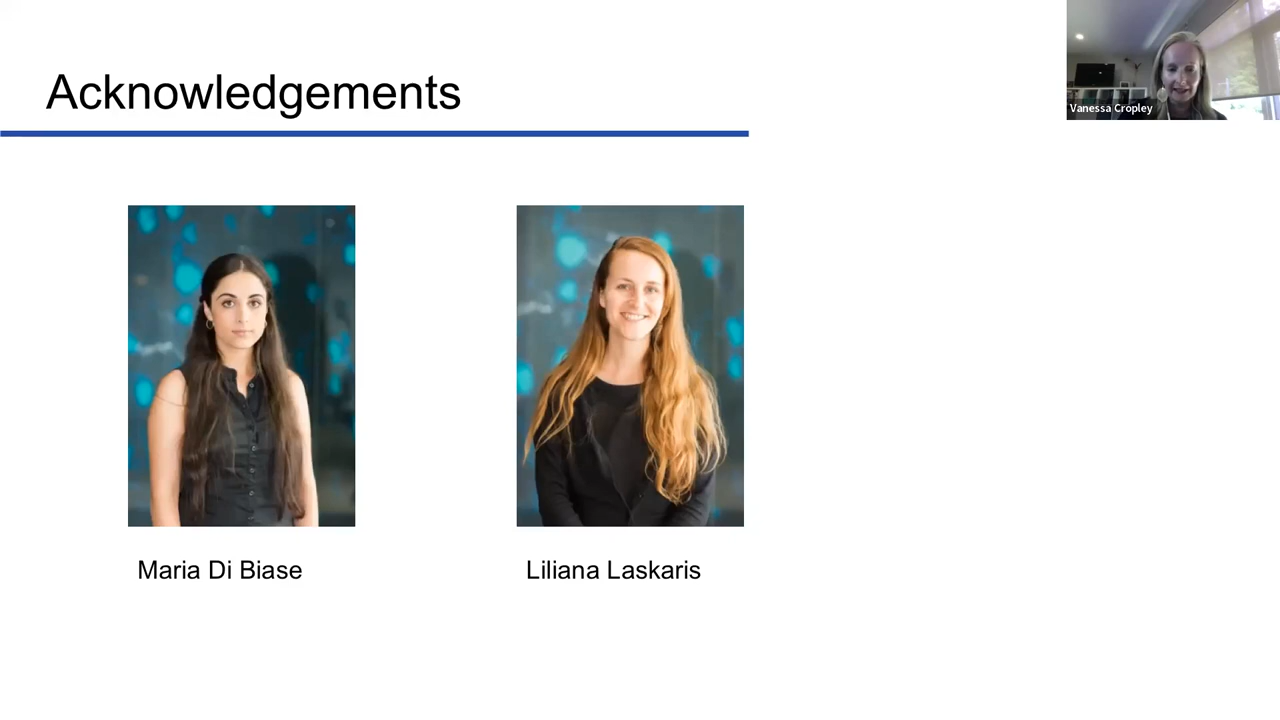 Acknowledgements
Vanessa Cropley
Maria Di Biase
Liliana Laskaris